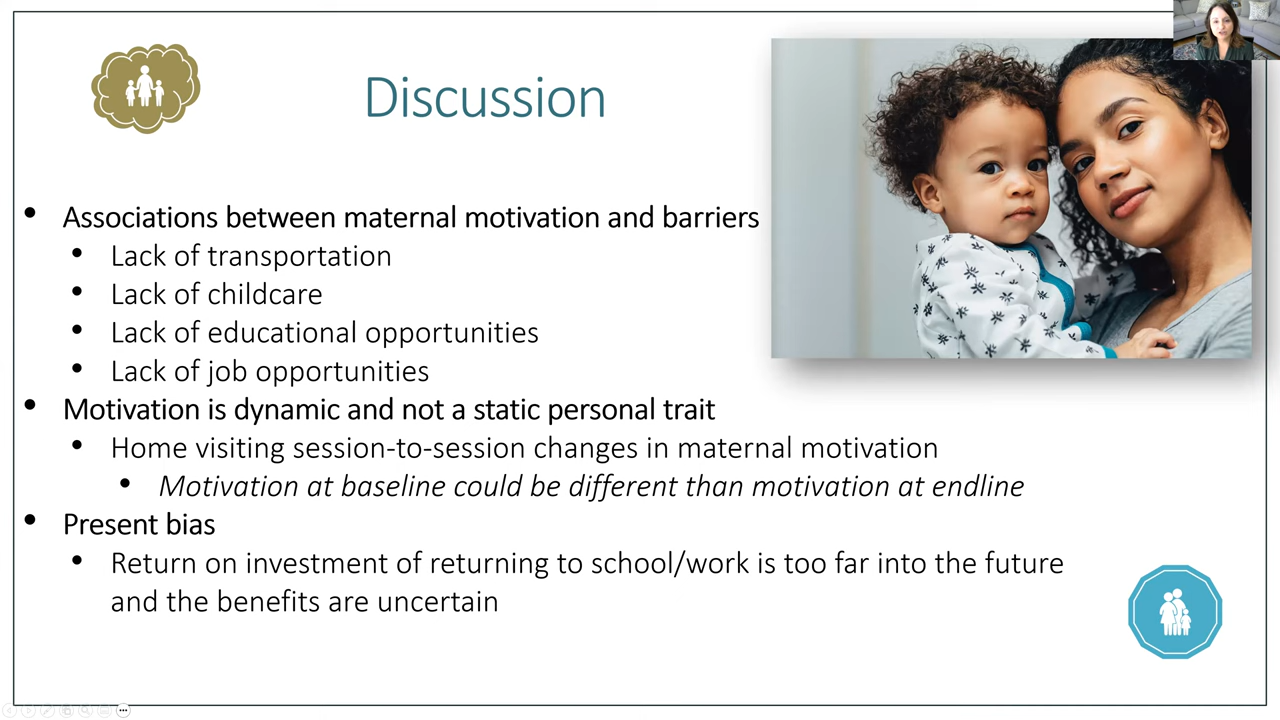 Discussion
• Associations between maternal motivation and barriers
• Lack of transportation
• Lack of childcare
• Lack of educational opportunities
• Lack of job opportunities
• Motivation is dynamic and not a static personal trait
• Home visiting session-to-session changes in maternal motivation
• Motivation at baseline could be different than motivation at endline
• Present bias
• Return on investment of returning to school/work is too far into the future
and the benefits are uncertain